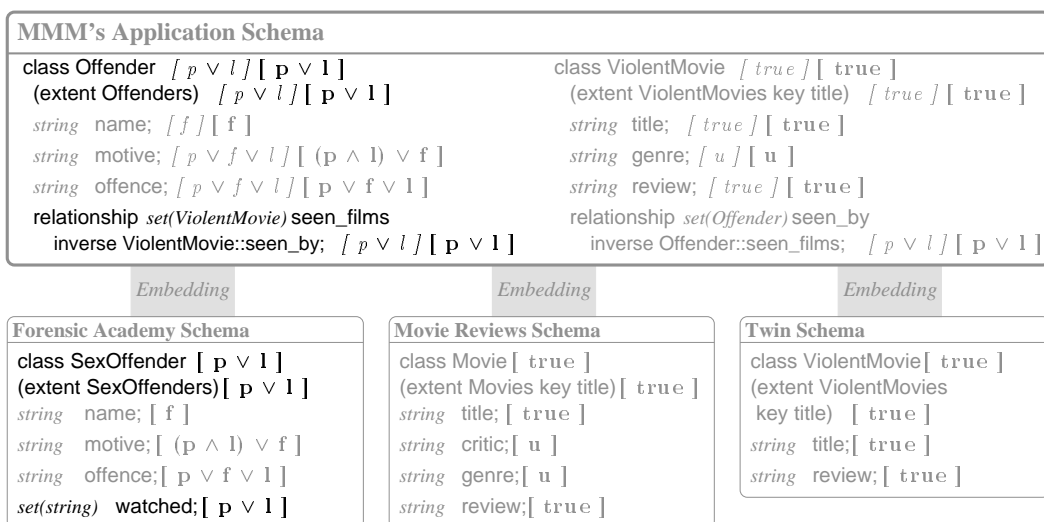 MMM's Application Schema
class Offender [ p ∨ l ] [ p ∨ l ]
(extent Offenders) [ p ∨ l ] [ p ∨ l ]
string name; [ f ] [ f ]
string motive; [ p ∨ f ∨ l ] [ (p ∧ l) ∨ f ]
string offence; [ p ∨ f ∨ l ] [ p ∨ f ∨ l ]
relationship set(ViolentMovie) seen_films
inverse ViolentMovie::seen_by; [ p ∨ l ] [ p ∨ l ]
class ViolentMovie [ true ] [ true ]
(extent ViolentMovies key title) [ true ] [ true ]
string title; [ true ] [ true ]
string genre; [ u ] [ u ]
string review; [ true ] [ true ]
relationship set(Offender) seen_by
inverse Offender::seen_films; [ p ∨ l ] [ p ∨ l ]
Embedding
Embedding
Embedding
Forensic Academy Schema
class SexOffender [ p ∨ l ]
(extent SexOffenders) [ p ∨ l ]
string name; [ f ]
string motive; [ (p ∧ l) ∨ f ]
string offence; [ p ∨ f ∨ l ]
set(string) watched; [ p ∨ l ]
Movie Reviews Schema
class Movie [ true ]
(extent Movies key title) [ true ]
string title; [ true ]
string critic; [ u ]
string genre; [ u ]
string review; [ true ]
Twin Schema
class ViolentMovie [ true ]
(extent ViolentMovies
key title) [ true ]
string title; [ true ]
string review; [ true ]